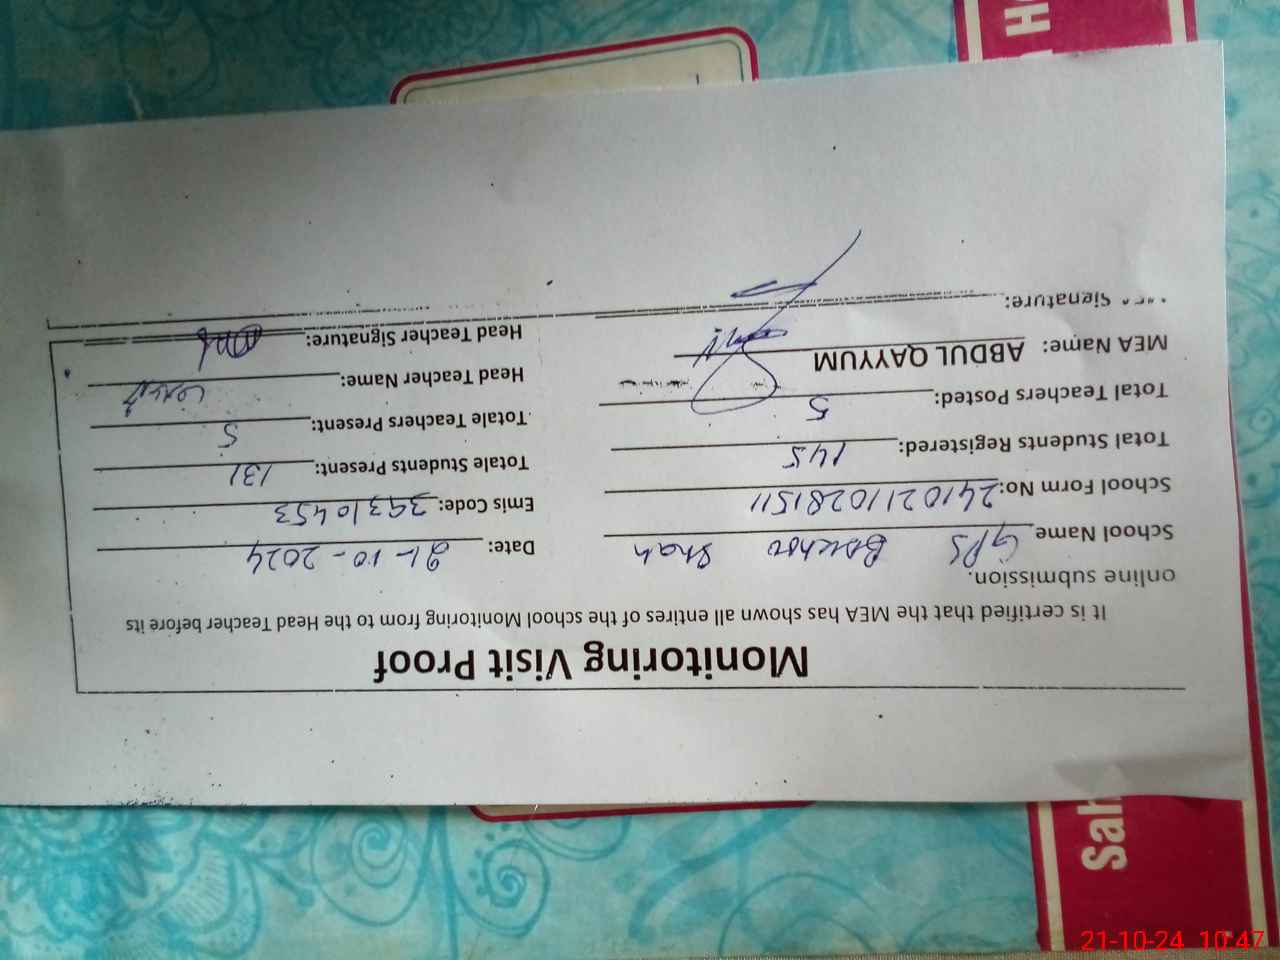 Monitoring Visit Proof
It is certified that the MEA has shown all entires of the school Monitoring from to the Head Teacher before its
online submission.
School Name GPS Shah Date: 21-10-2024
School Form No: 24102110281511 Emis Code: 39310453
Total Students Registered: 145 Totale Students Present: 131
Total Teachers Posted: 5 Totale Teachers Present: 5
MEA Name: ABDUL QAYYUM Head Teacher Name:
Signature: Head Teacher Signature:
H
Sah
21-10-24 10:47